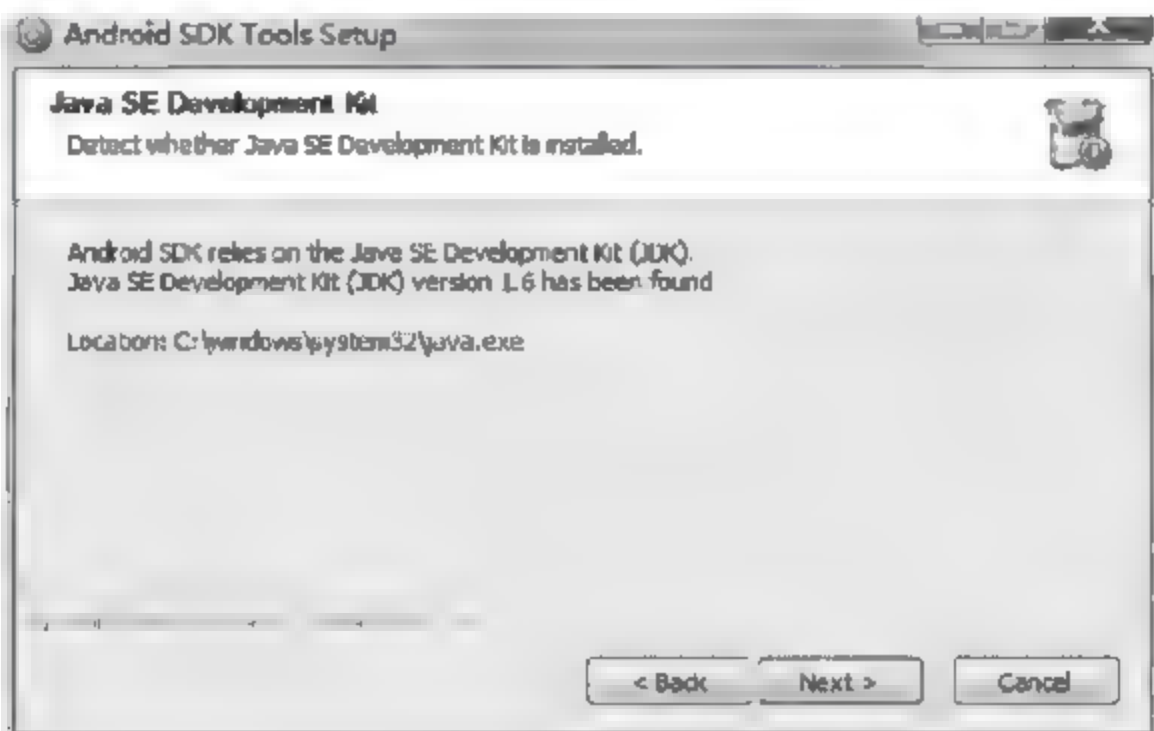 Android SDK Tools Setup
Java SE Development Kit
Detect whether Java SE Development Kit is installed.
Android SDK relies on the Java SE Development Kit (JDK).
Java SE Development Kit (JDK) version 1.6 has been found
Location: C:\windows\system32\java.exe
< Back
Next >
Cancel